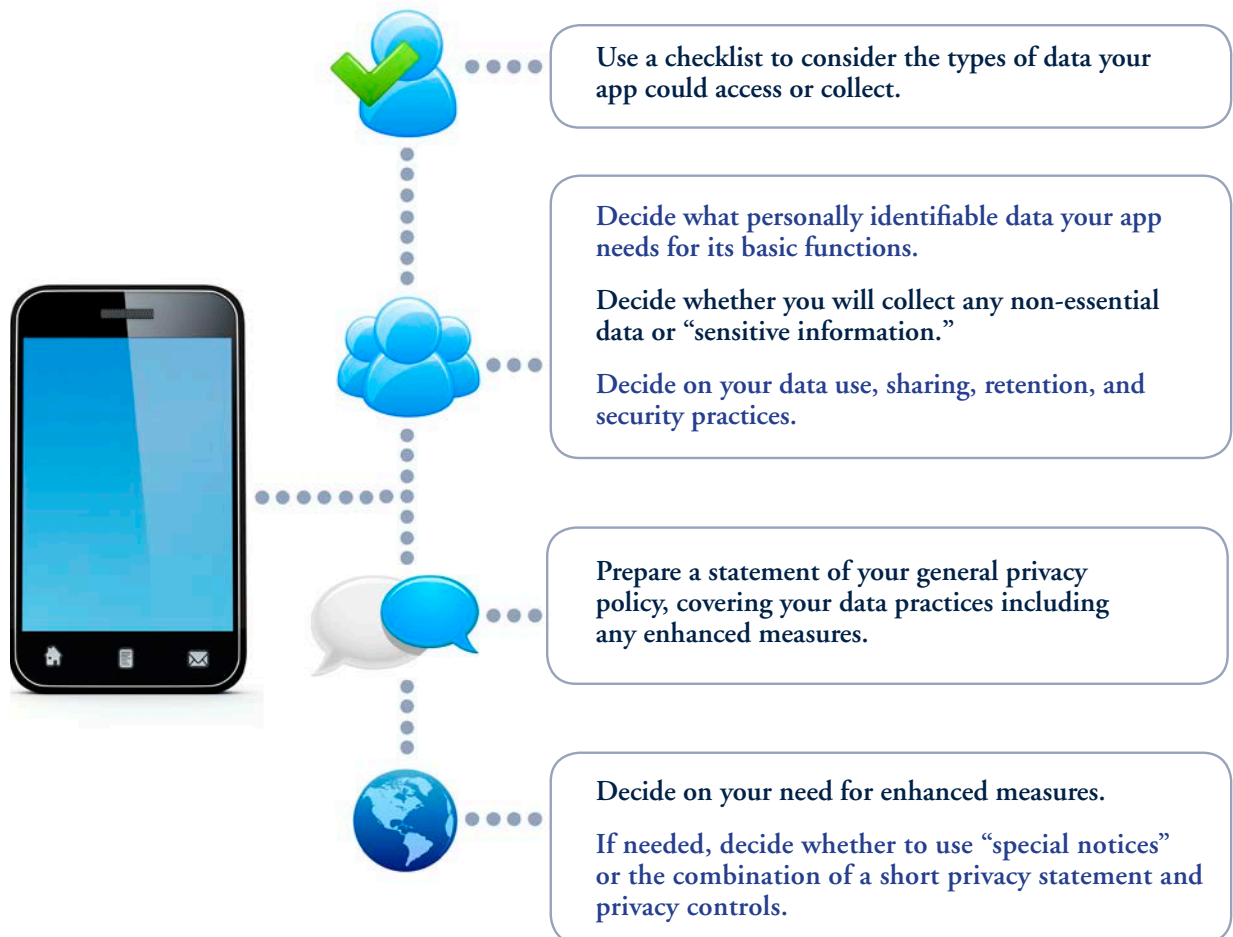 Use a checklist to consider the types of data your
app could access or collect.
Decide what personally identifiable data your app
needs for its basic functions.
Decide whether you will collect any non-essential
data or “sensitive information.”
Decide on your data use, sharing, retention, and
security practices.
Prepare a statement of your general privacy
policy, covering your data practices including
any enhanced measures.
Decide on your need for enhanced measures.
If needed, decide whether to use “special notices”
or the combination of a short privacy statement and
privacy controls.